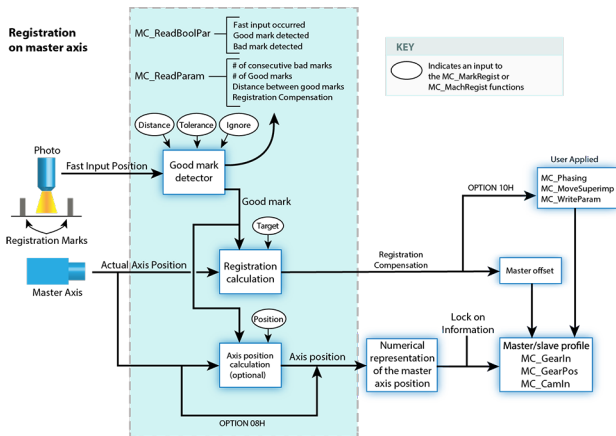 Registration
on master axis
MC_ReadBoolPar
Fast input occurred
Good mark detected
Bad mark detected
MC_ReadParam
# of consecutive bad marks
# of Good marks
Distance between good marks
Registration Compensation
KEY
Indicates an input to
the MC_MarkRegist or
MC_MachRegist functions
Distance
Tolerance
Ignore
Photo
Fast Input Position
Good mark
detector
User Applied
MC_Phasing
MC_MoveSuperimp
MC_WriteParam
OPTION 10H
Good mark
Registration Marks
Target
Actual Axis Position
Registration
calculation
Registration
Compensation
Master offset
Master Axis
Position
Lock on
Information
Axis position
calculation
(optional)
Axis position
Numerical
representation
of the master
axis position
Master/slave profile
MC_GearIn
MC_GearPos
MC_CamIn
OPTION 08H